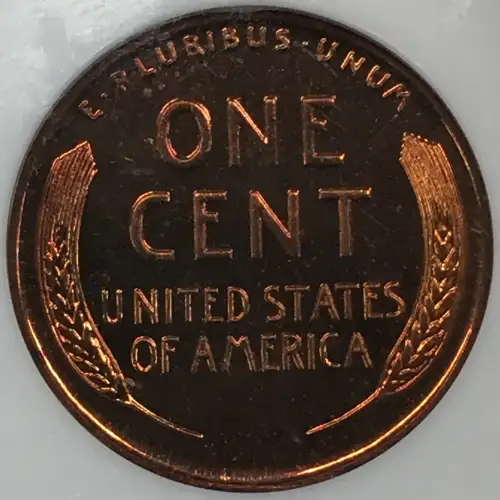 E·PLURIBUS·UNUM
ONE
CENT
UNITED STATES
OF AMERICA